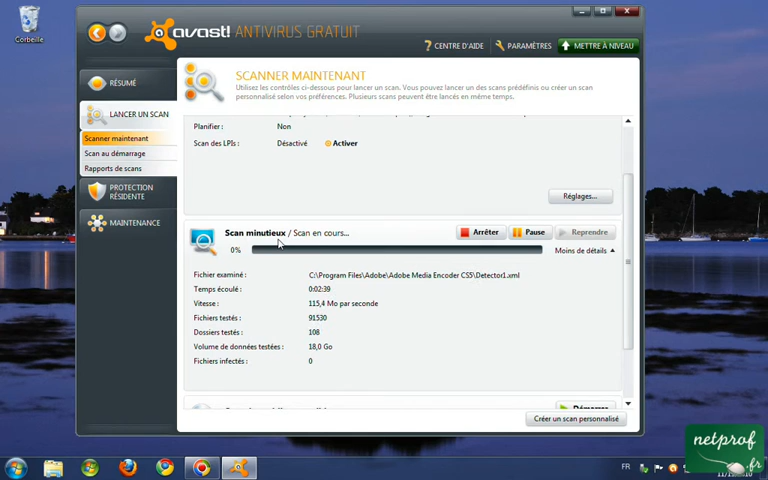 Corbeille
avast! ANTIVIRUS GRATUIT
? CENTRE D'AIDE
PARAMÈTRES
METTRE À NIVEAU
RÉSUMÉ
LANCER UN SCAN
Scanner maintenant
Scan au démarrage
Rapports de scans
PROTECTION
RÉSIDENTE
MAINTENANCE
SCANNER MAINTENANT
Utilisez les contrôles ci-dessous pour lancer un scan. Vous pouvez lancer un des scans prédéfinis ou créer un scan
personnalisé selon vos préférences. Plusieurs scans peuvent être lancés en même temps.
Planifier : Non
Scan des LPIs : Désactivé Activer
Réglages...
Scan minutieux / Scan en cours...
Arrêter Pause Reprendre
0%
Moins de détails
Fichier examiné : C:\Program Files\Adobe\Adobe Media Encoder CS5\Detector1.xml
Temps écoulé : 0:02:39
Vitesse : 115,4 Mo par seconde
Fichiers testés : 91530
Dossiers testés : 108
Volume de données testées : 18,0 Go
Fichiers infectés : 0
Démarrer
Créer un scan personnalisé
FR
netprof
.fr